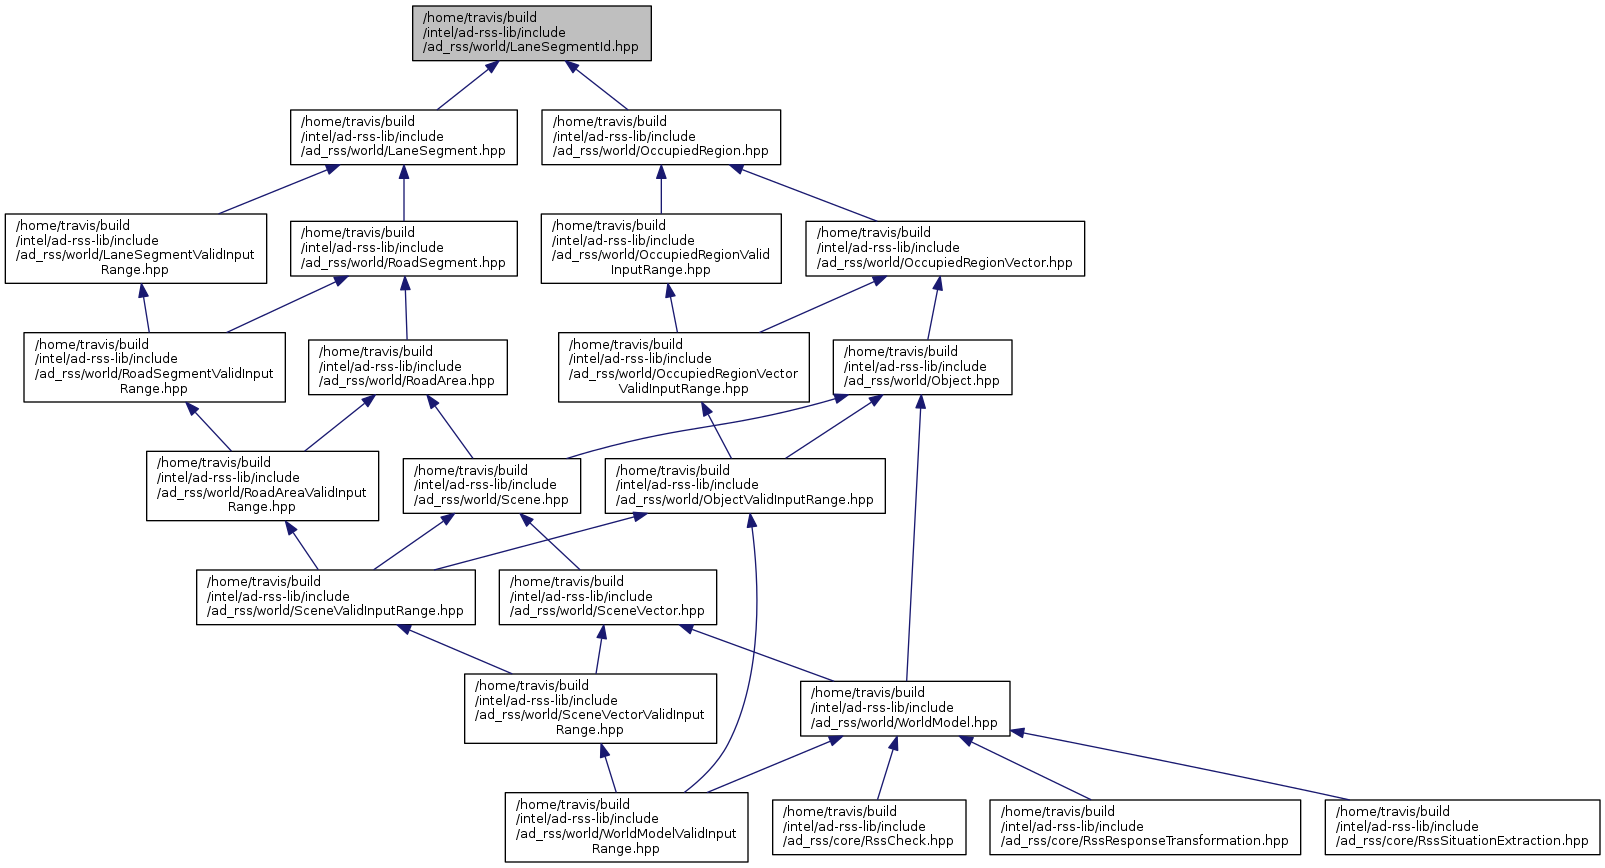 /home/travis/build
/intel/ad-rss-lib/include
/ad_rss/world/LaneSegmentId.hpp
/home/travis/build
/intel/ad-rss-lib/include
/ad_rss/world/LaneSegment.hpp
/home/travis/build
/intel/ad-rss-lib/include
/ad_rss/world/OccupiedRegion.hpp
/home/travis/build
/intel/ad-rss-lib/include
/ad_rss/world/LaneSegmentValidInput
Range.hpp
/home/travis/build
/intel/ad-rss-lib/include
/ad_rss/world/RoadSegment.hpp
/home/travis/build
/intel/ad-rss-lib/include
/ad_rss/world/OccupiedRegionValid
InputRange.hpp
/home/travis/build
/intel/ad-rss-lib/include
/ad_rss/world/OccupiedRegionVector.hpp
/home/travis/build
/intel/ad-rss-lib/include
/ad_rss/world/RoadSegmentValidInput
Range.hpp
/home/travis/build
/intel/ad-rss-lib/include
/ad_rss/world/RoadArea.hpp
/home/travis/build
/intel/ad-rss-lib/include
/ad_rss/world/OccupiedRegionVector
ValidInputRange.hpp
/home/travis/build
/intel/ad-rss-lib/include
/ad_rss/world/Object.hpp
/home/travis/build
/intel/ad-rss-lib/include
/ad_rss/world/RoadAreaValidInput
Range.hpp
/home/travis/build
/intel/ad-rss-lib/include
/ad_rss/world/Scene.hpp
/home/travis/build
/intel/ad-rss-lib/include
/ad_rss/world/ObjectValidInputRange.hpp
/home/travis/build
/intel/ad-rss-lib/include
/ad_rss/world/SceneValidInputRange.hpp
/home/travis/build
/intel/ad-rss-lib/include
/ad_rss/world/SceneVector.hpp
/home/travis/build
/intel/ad-rss-lib/include
/ad_rss/world/SceneVectorValidInput
Range.hpp
/home/travis/build
/intel/ad-rss-lib/include
/ad_rss/world/WorldModel.hpp
/home/travis/build
/intel/ad-rss-lib/include
/ad_rss/world/WorldModelValidInput
Range.hpp
/home/travis/build
/intel/ad-rss-lib/include
/ad_rss/core/RssCheck.hpp
/home/travis/build
/intel/ad-rss-lib/include
/ad_rss/core/RssResponseTransformation.hpp
/home/travis/build
/intel/ad-rss-lib/include
/ad_rss/core/RssSituationExtraction.hpp